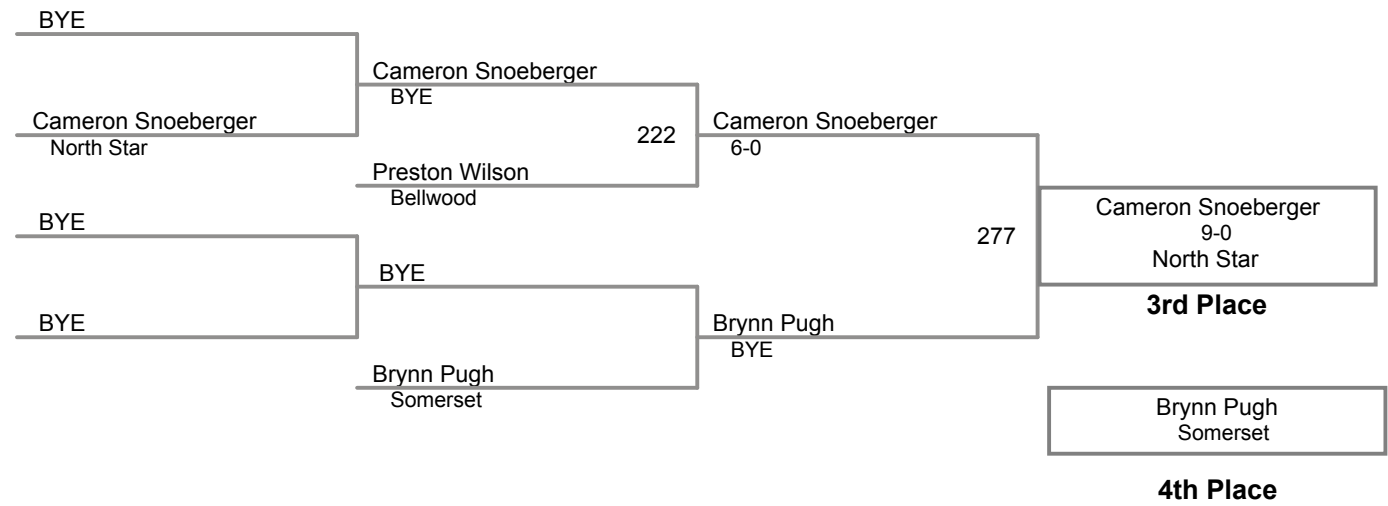 BYE
Cameron Snoeberger
BYE
Cameron Snoeberger
North Star
222
Cameron Snoeberger
6-0
Preston Wilson
Bellwood
Cameron Snoeberger
9-0
North Star
3rd Place
BYE
277
BYE
BYE
Brynn Pugh
BYE
Brynn Pugh
Somerset
Brynn Pugh
Somerset
4th Place